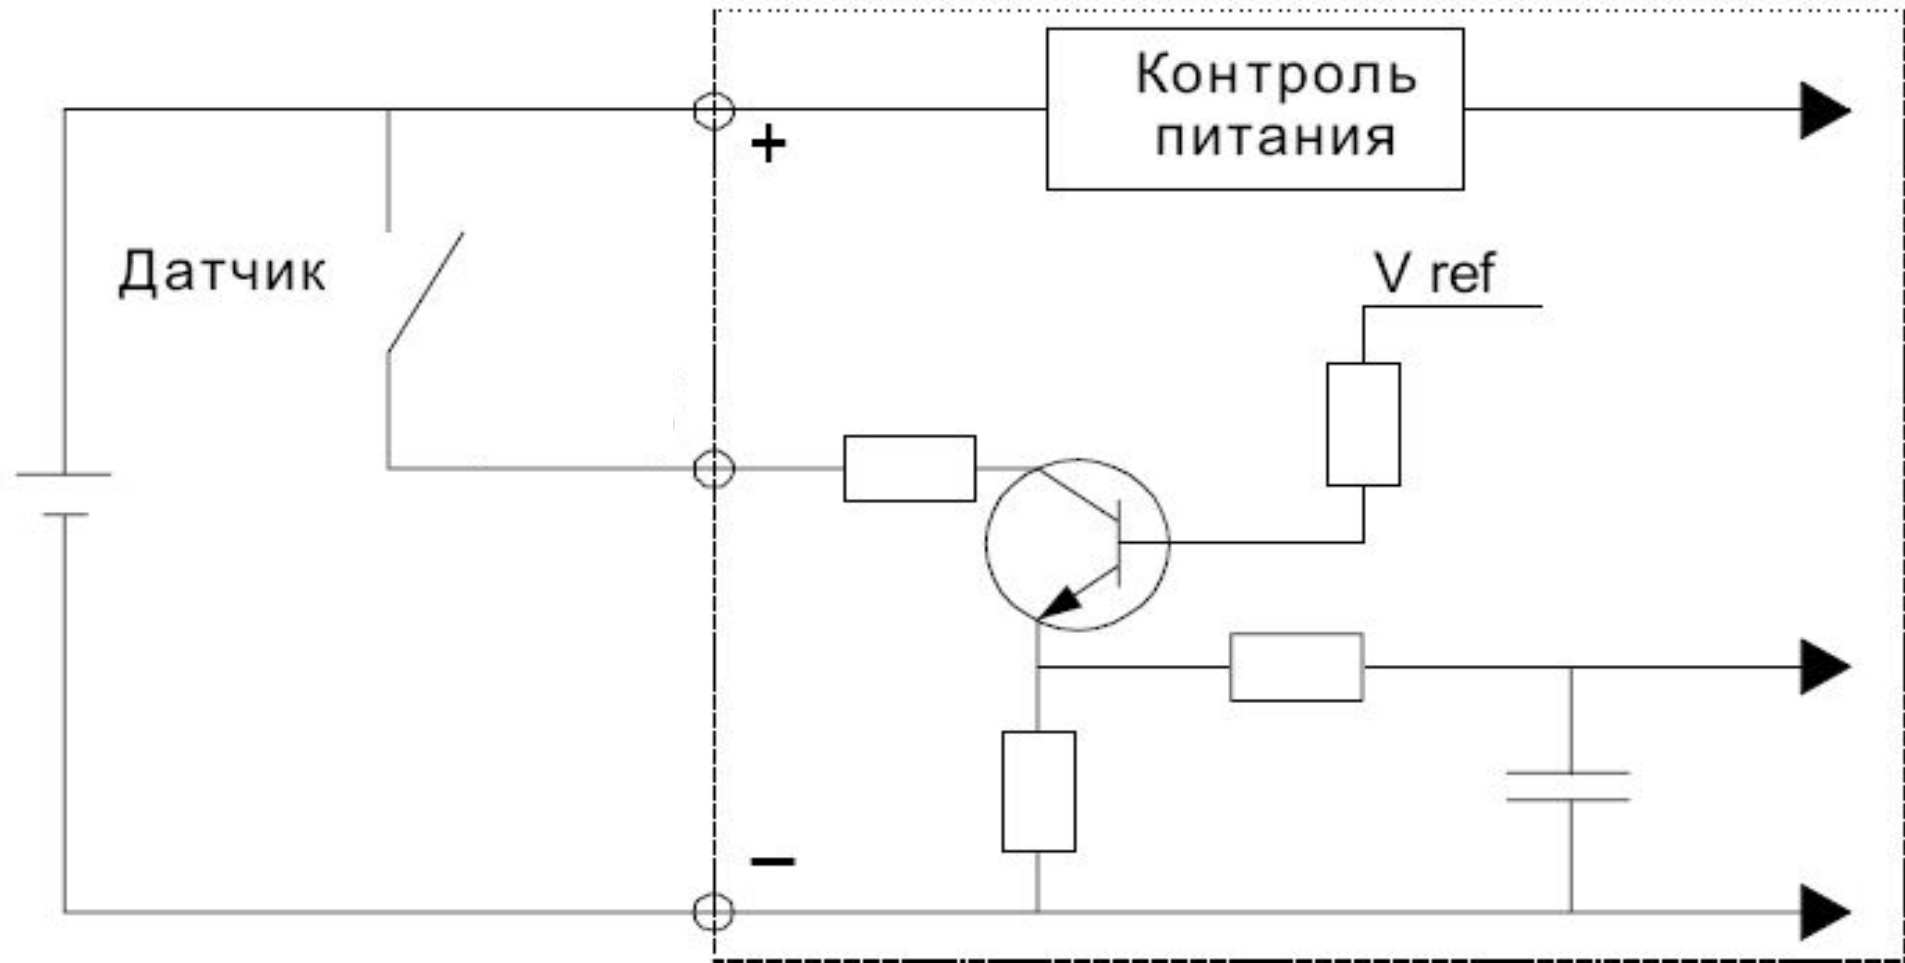 Контроль
питания
+
Датчик
V ref
−